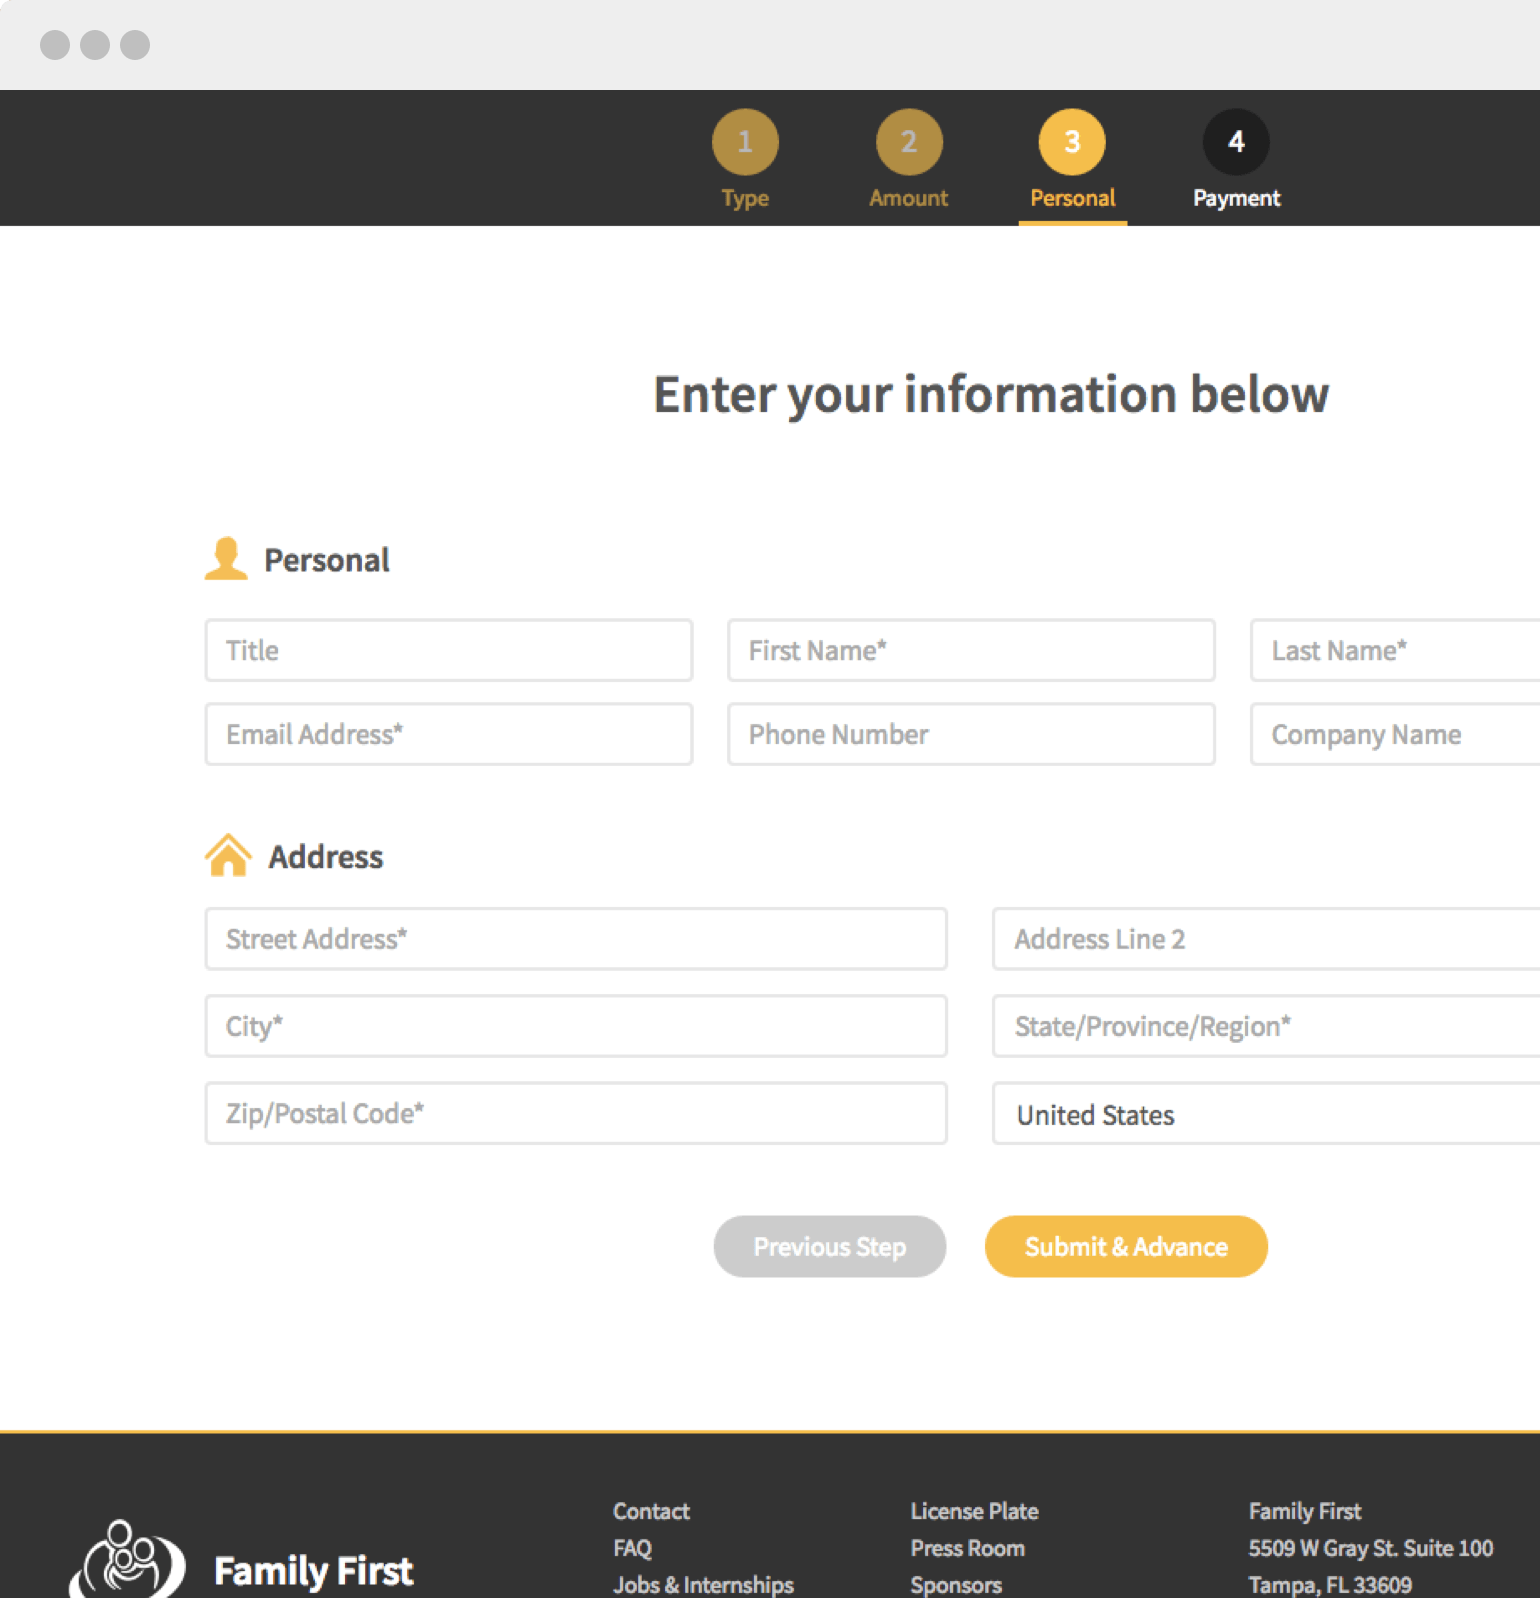 1 2 3 4
Type Amount Personal Payment
Enter your information below
Personal
Title First Name* Last Name*
Email Address* Phone Number Company Name
Address
Street Address* Address Line 2
City* State/Province/Region*
Zip/Postal Code* United States
Previous Step Submit & Advance
Contact License Plate Family First
FAQ Press Room 5509 W Gray St. Suite 100
Family First
Jobs & Internships Sponsors Tampa, FL 33609